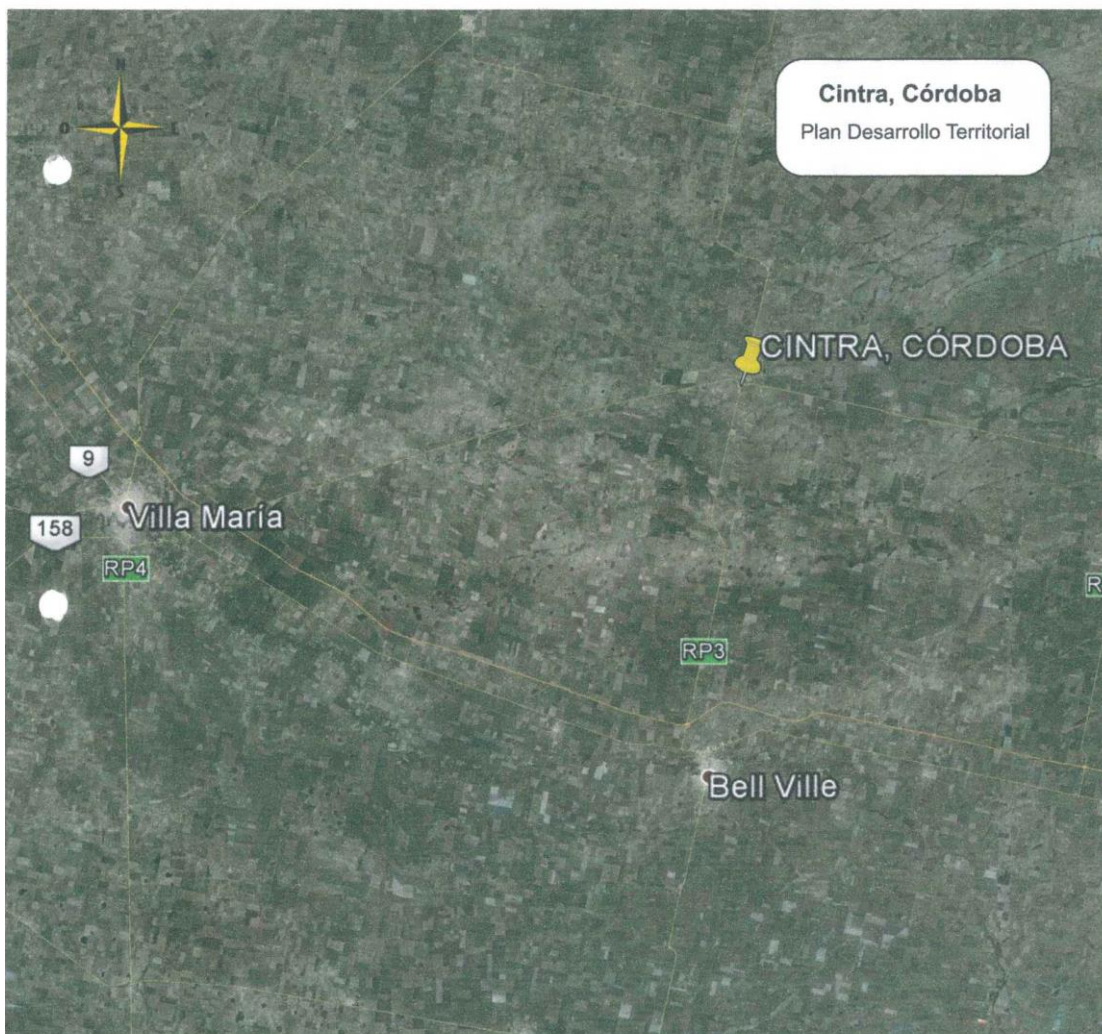 N
O
E
S
Cintra, Córdoba
Plan Desarrollo Territorial
CINTRA, CÓRDOBA
9
Villa María
158
RP4
R
RP3
Bell Ville